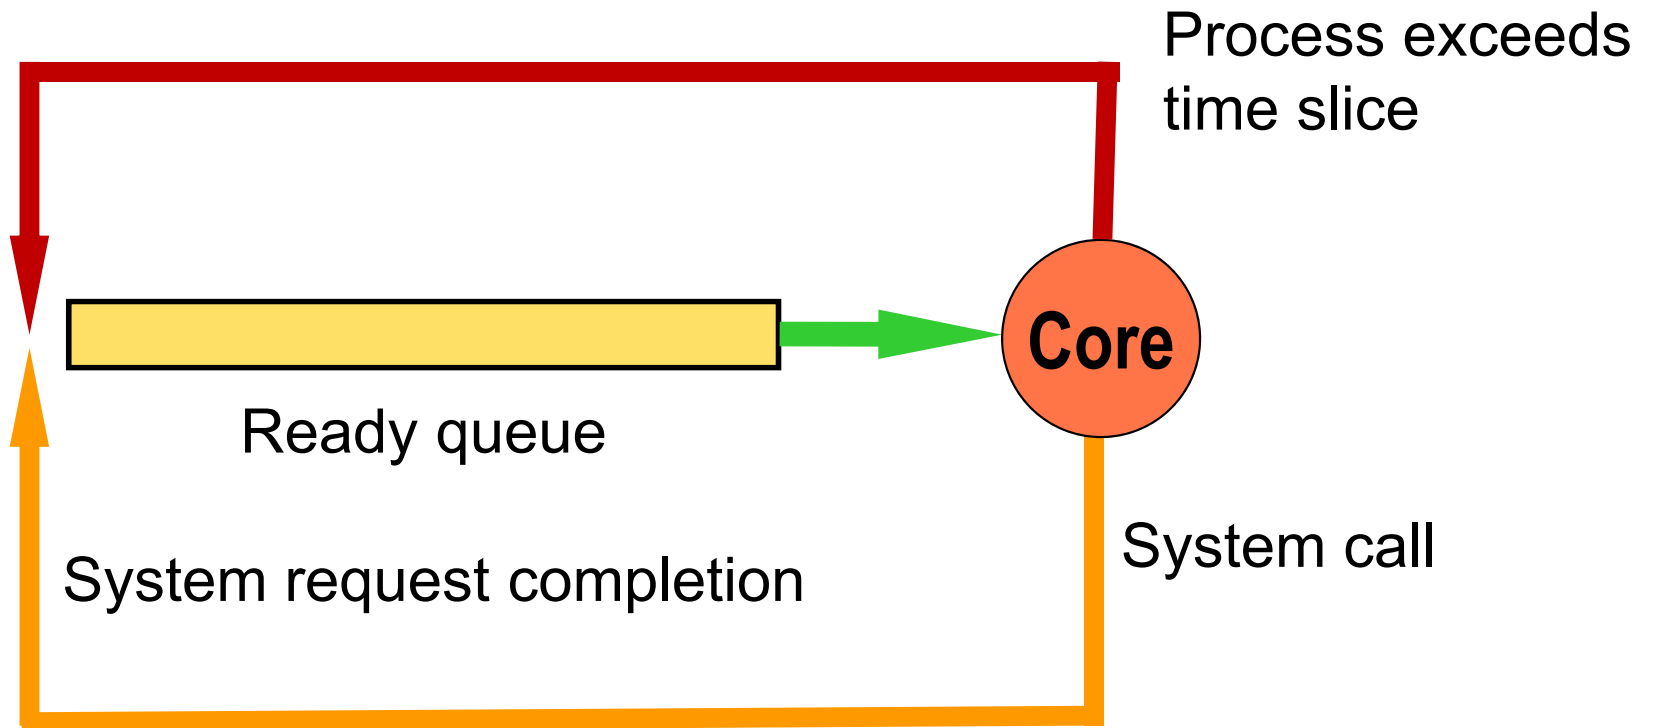 Process exceeds
time slice
Core
Ready queue
System call
System request completion